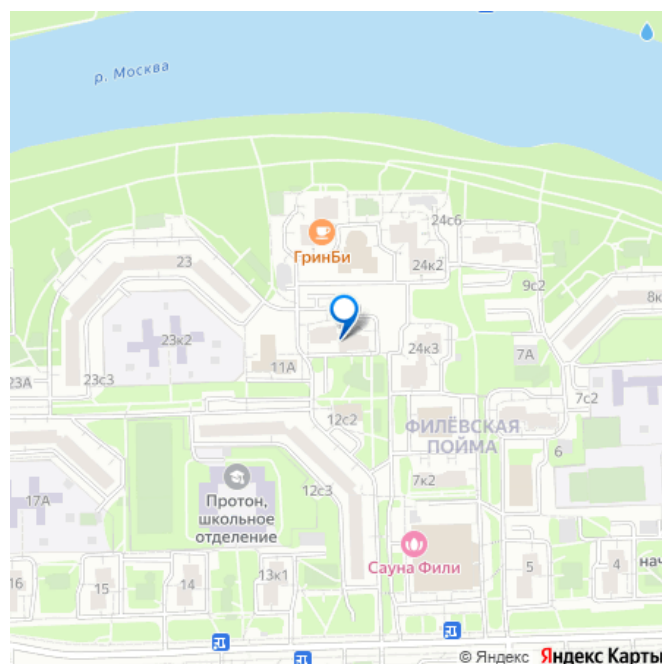 р. Москва
24с6
ГринБи
23
24к2
9с2
8к
23к2
24к3
7А
11А
23А
23с3
7с2
12с2
ФИЛЁВСКАЯ
ПОЙМА
6
7к2
12с3
17А
Протон,
школьное
отделение
Сауна Фили
нач
16
15
14
13к1
5
4
© Яндекс Яндекс Карты